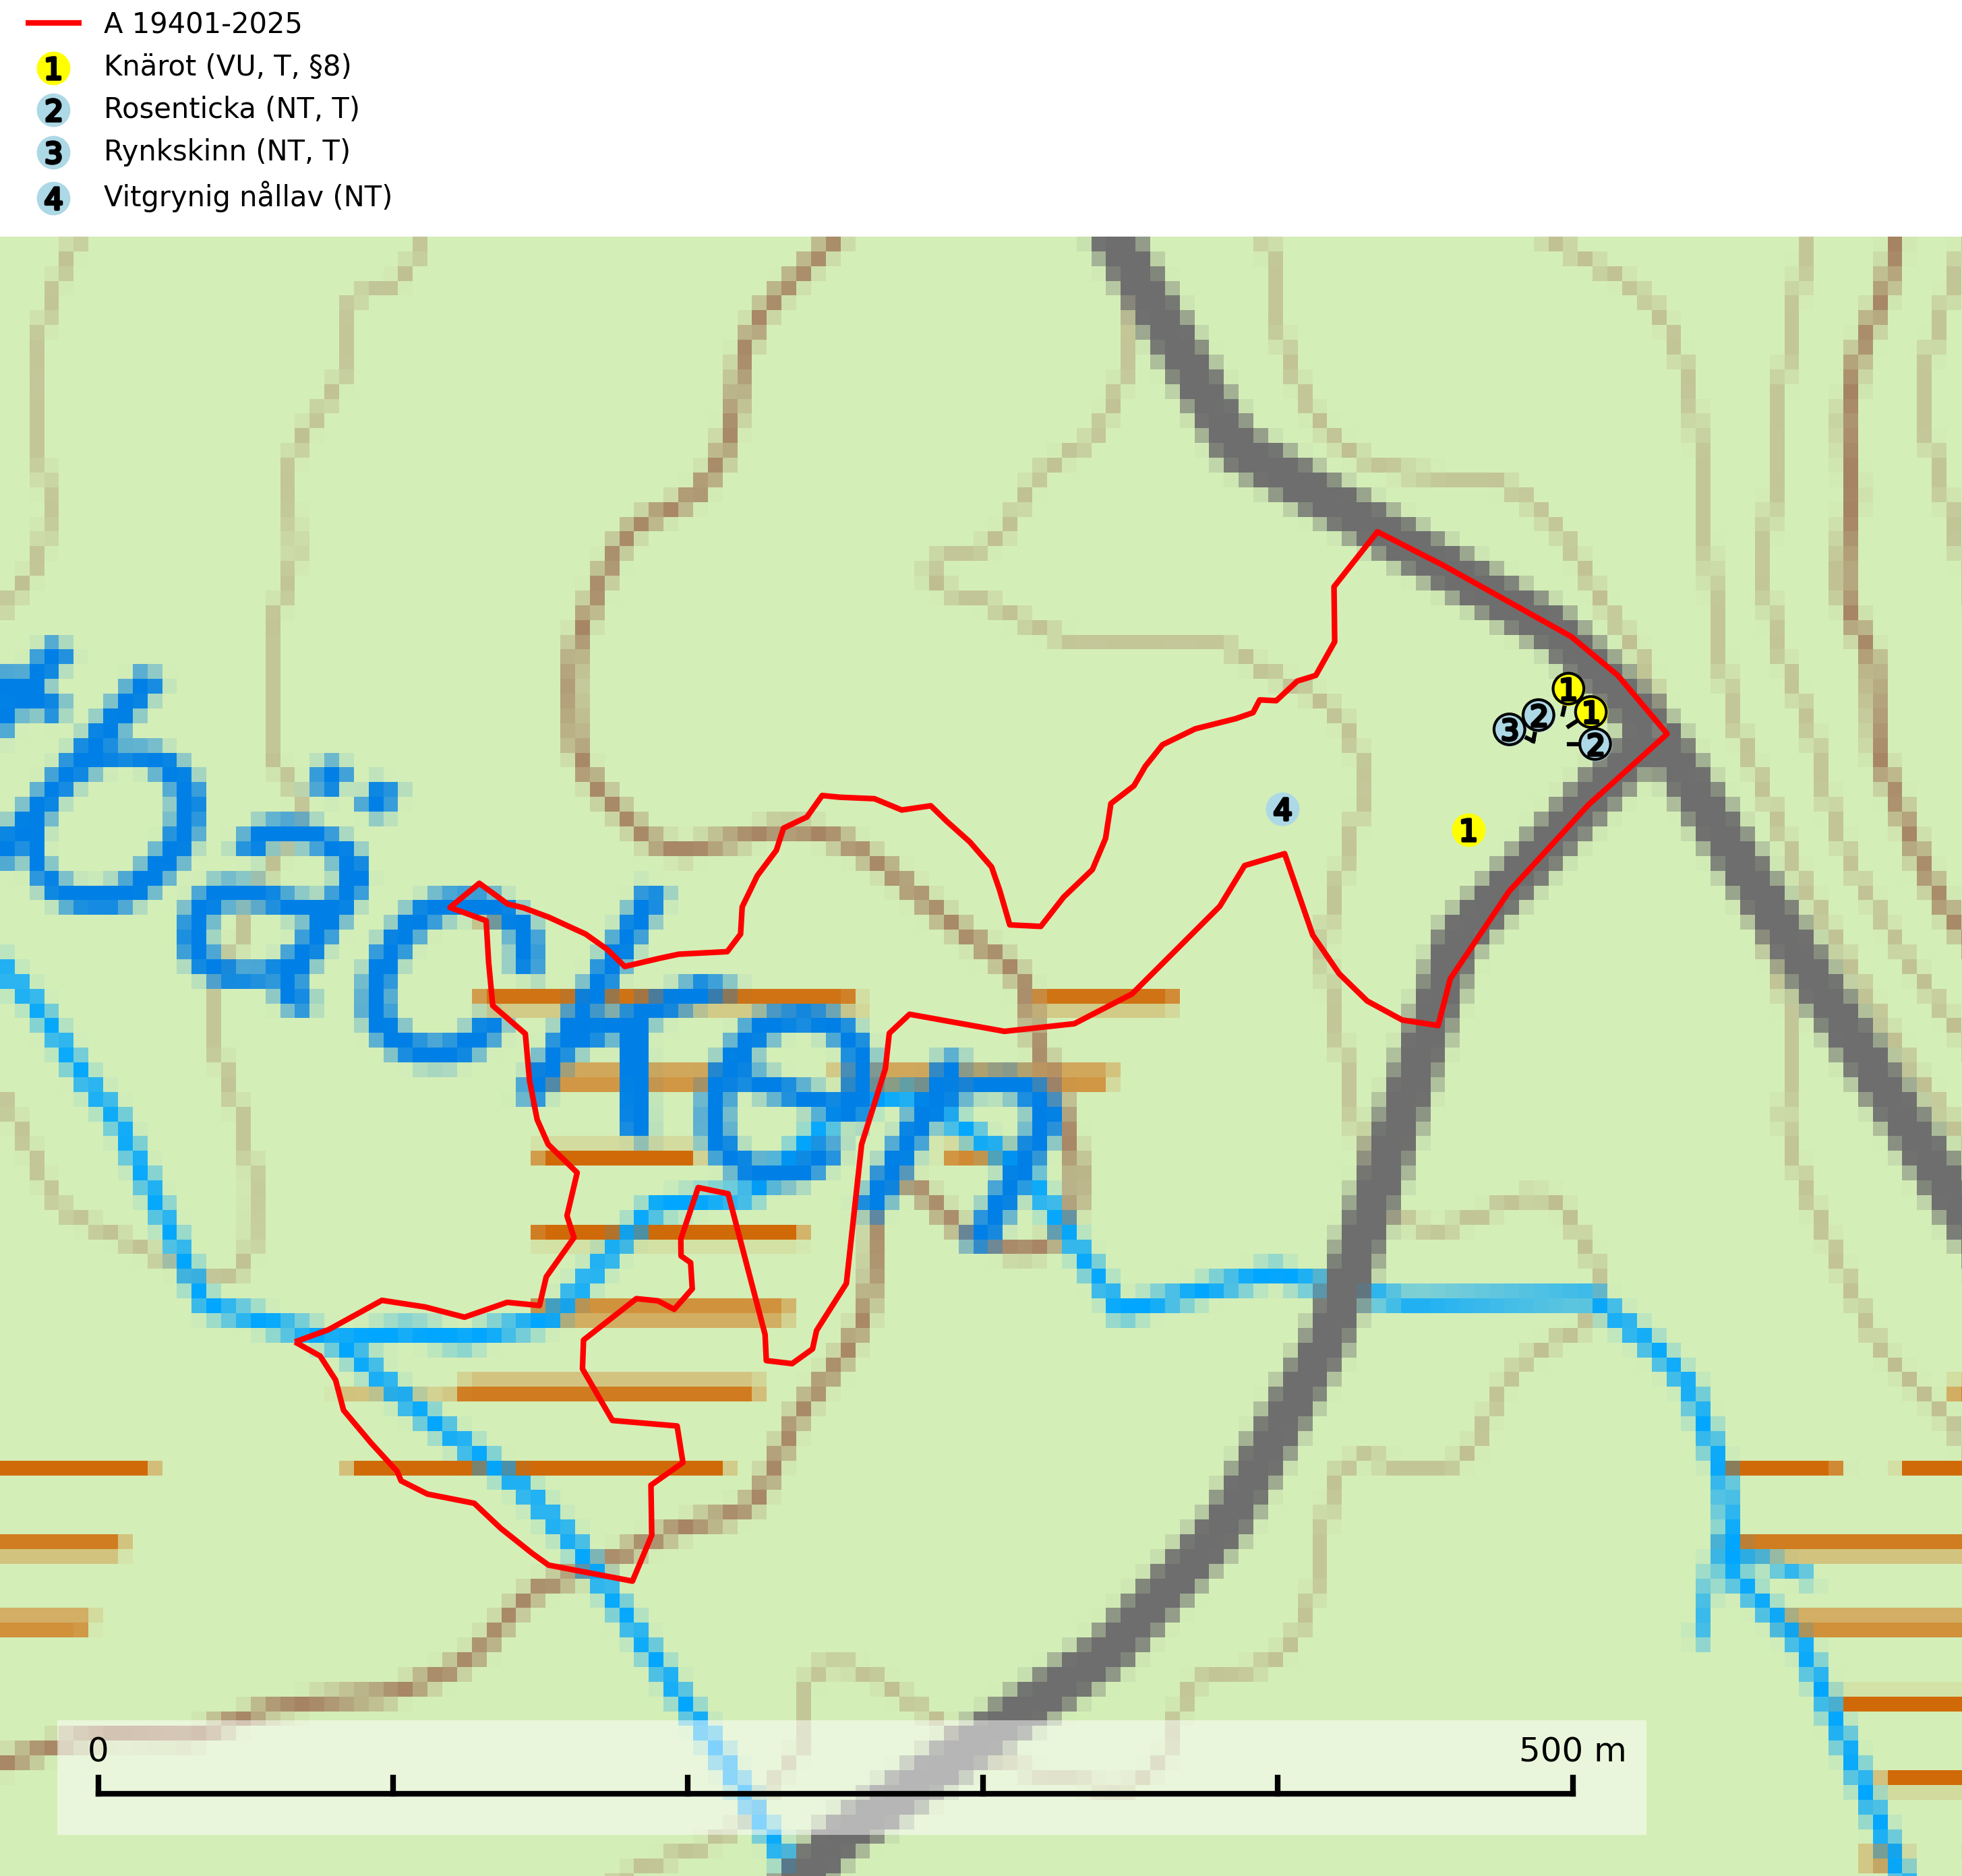 A 19401-2025
1 Knärot (VU, T, §8)
2 Rosenticka (NT, T)
3 Rynkskinn (NT, T)
4 Vitgrynig nållav (NT)
1
2
1
3
2
4
1
0 500 m